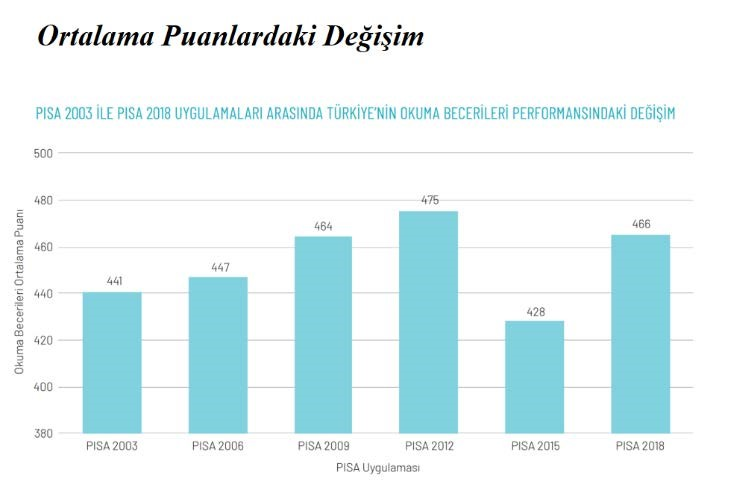 Ortalama Puanlardaki Değişim
PISA 2003 İLE PISA 2018 UYGULAMALARI ARASINDA TÜRKİYE'NİN OKUMA BECERİLERİ PERFORMANSINDAKİ DEĞİŞİM
Okuma Becerileri Ortalama Puanı
500
480
460
440
420
400
380
441
447
464
475
428
466
PISA 2003
PISA 2006
PISA 2009
PISA 2012
PISA 2015
PISA 2018
PISA Uygulaması